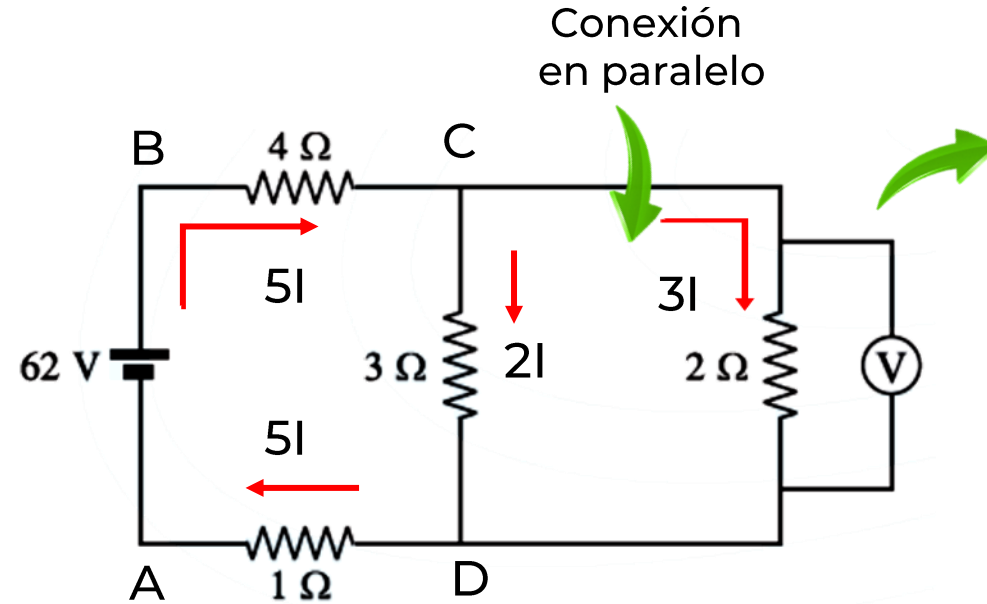 Conexión
en paralelo
B
4 Ω
C
5I
3I
62 V
3 Ω
2I
2 Ω
V
5I
A
1 Ω
D